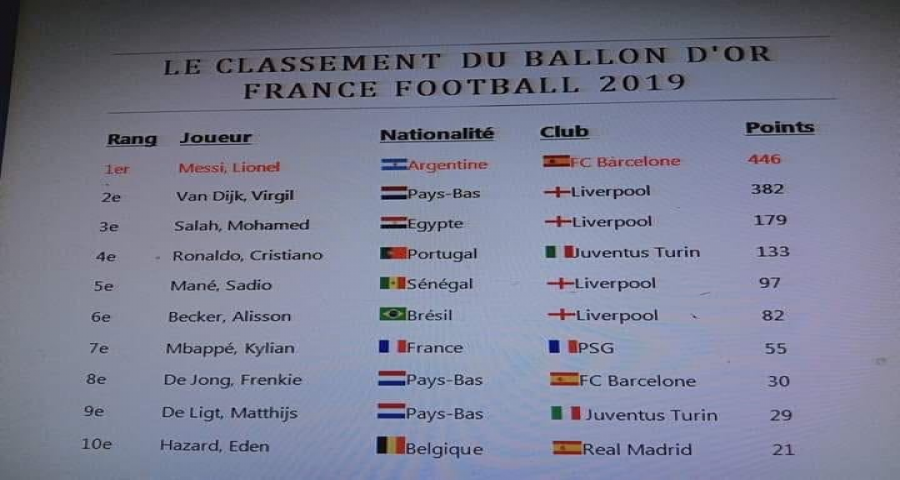 LE CLASSEMENT DU BALLON D'OR
FRANCE FOOTBALL 2019
Rang Joueur Nationalité Club Points
1er Messi, Lionel Argentine FC Barcelone 446
2e Van Dijk, Virgil Pays-Bas Liverpool 382
3e Salah, Mohamed Egypte Liverpool 179
4e Ronaldo, Cristiano Portugal Juventus Turin 133
5e Mané, Sadio Sénégal Liverpool 97
6e Becker, Alisson Brésil Liverpool 82
7e Mbappé, Kylian France PSG 55
8e De Jong, Frenkie Pays-Bas FC Barcelone 30
9e De Ligt, Matthijs Pays-Bas Juventus Turin 29
10e Hazard, Eden Belgique Real Madrid 21